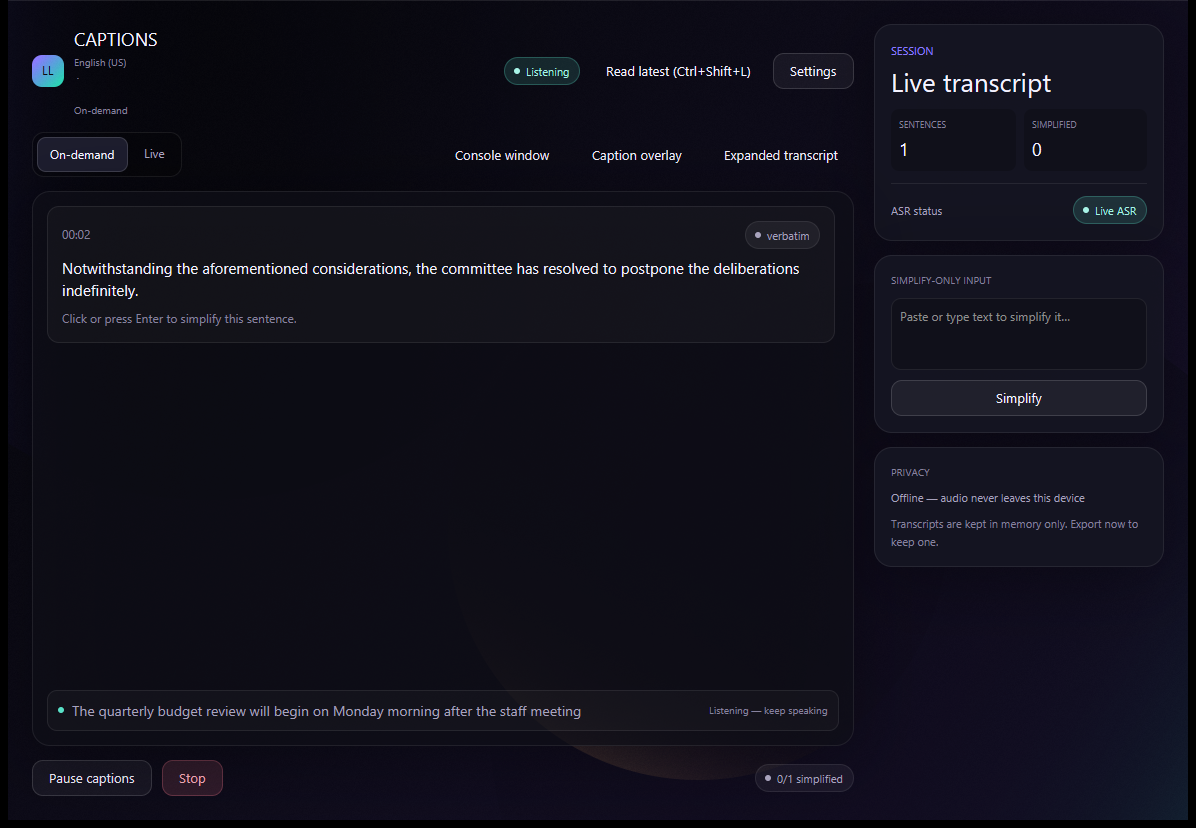 CAPTIONS
LL
English (US)
·
On-demand
Listening
Read latest (Ctrl+Shift+L)
Settings
On-demand
Live
Console window
Caption overlay
Expanded transcript
00:02
verbatim
Notwithstanding the aforementioned considerations, the committee has resolved to postpone the deliberations
indefinitely.
Click or press Enter to simplify this sentence.
The quarterly budget review will begin on Monday morning after the staff meeting
Listening — keep speaking
Pause captions
Stop
0/1 simplified
SESSION
Live transcript
SENTENCES
SIMPLIFIED
1
0
ASR status
Live ASR
SIMPLIFY-ONLY INPUT
Paste or type text to simplify it...
Simplify
PRIVACY
Offline — audio never leaves this device
Transcripts are kept in memory only. Export now to
keep one.